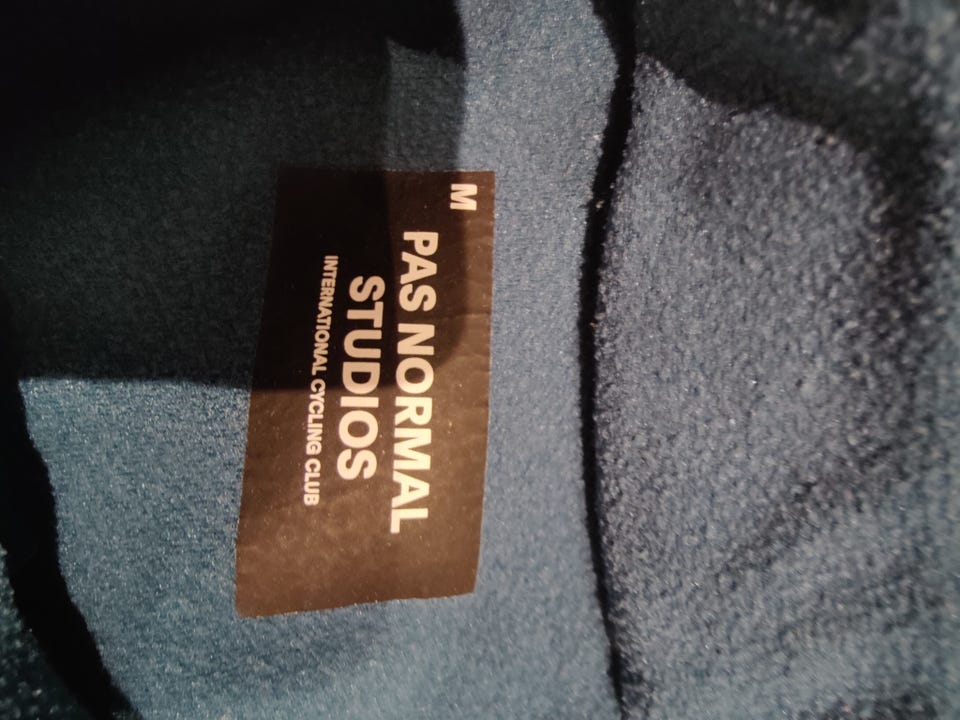 M
PAS NORMAL
STUDIOS
INTERNATIONAL CYCLING CLUB